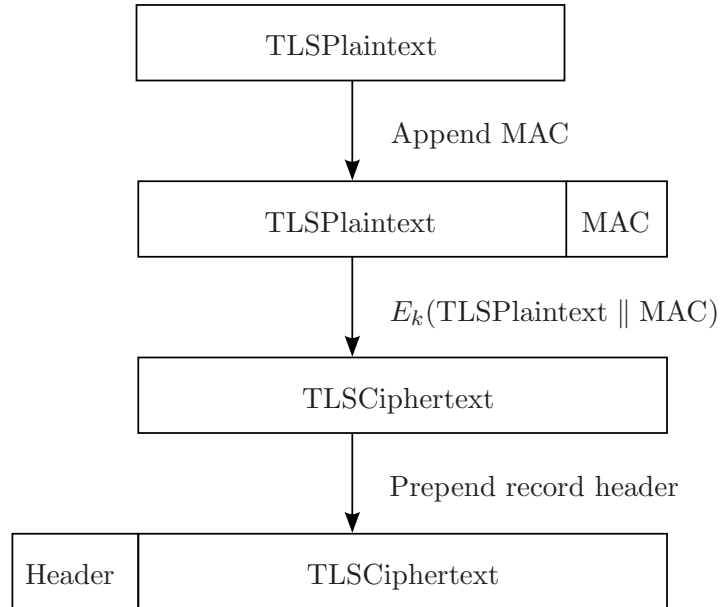 TLSPlaintext
Append MAC
TLSPlaintext MAC
E_k(TLSPlaintext ∥ MAC)
TLSCiphertext
Prepend record header
Header TLSCiphertext